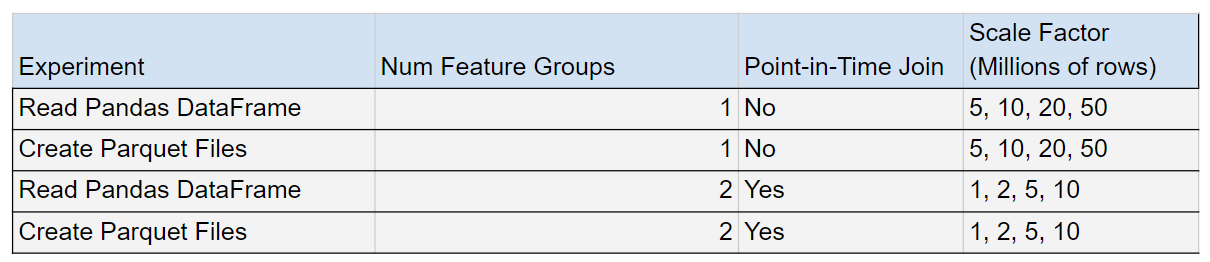 Experiment Num Feature Groups Point-in-Time Join Scale Factor
(Millions of rows)
Read Pandas DataFrame 1 No 5, 10, 20, 50
Create Parquet Files 1 No 5, 10, 20, 50
Read Pandas DataFrame 2 Yes 1, 2, 5, 10
Create Parquet Files 2 Yes 1, 2, 5, 10